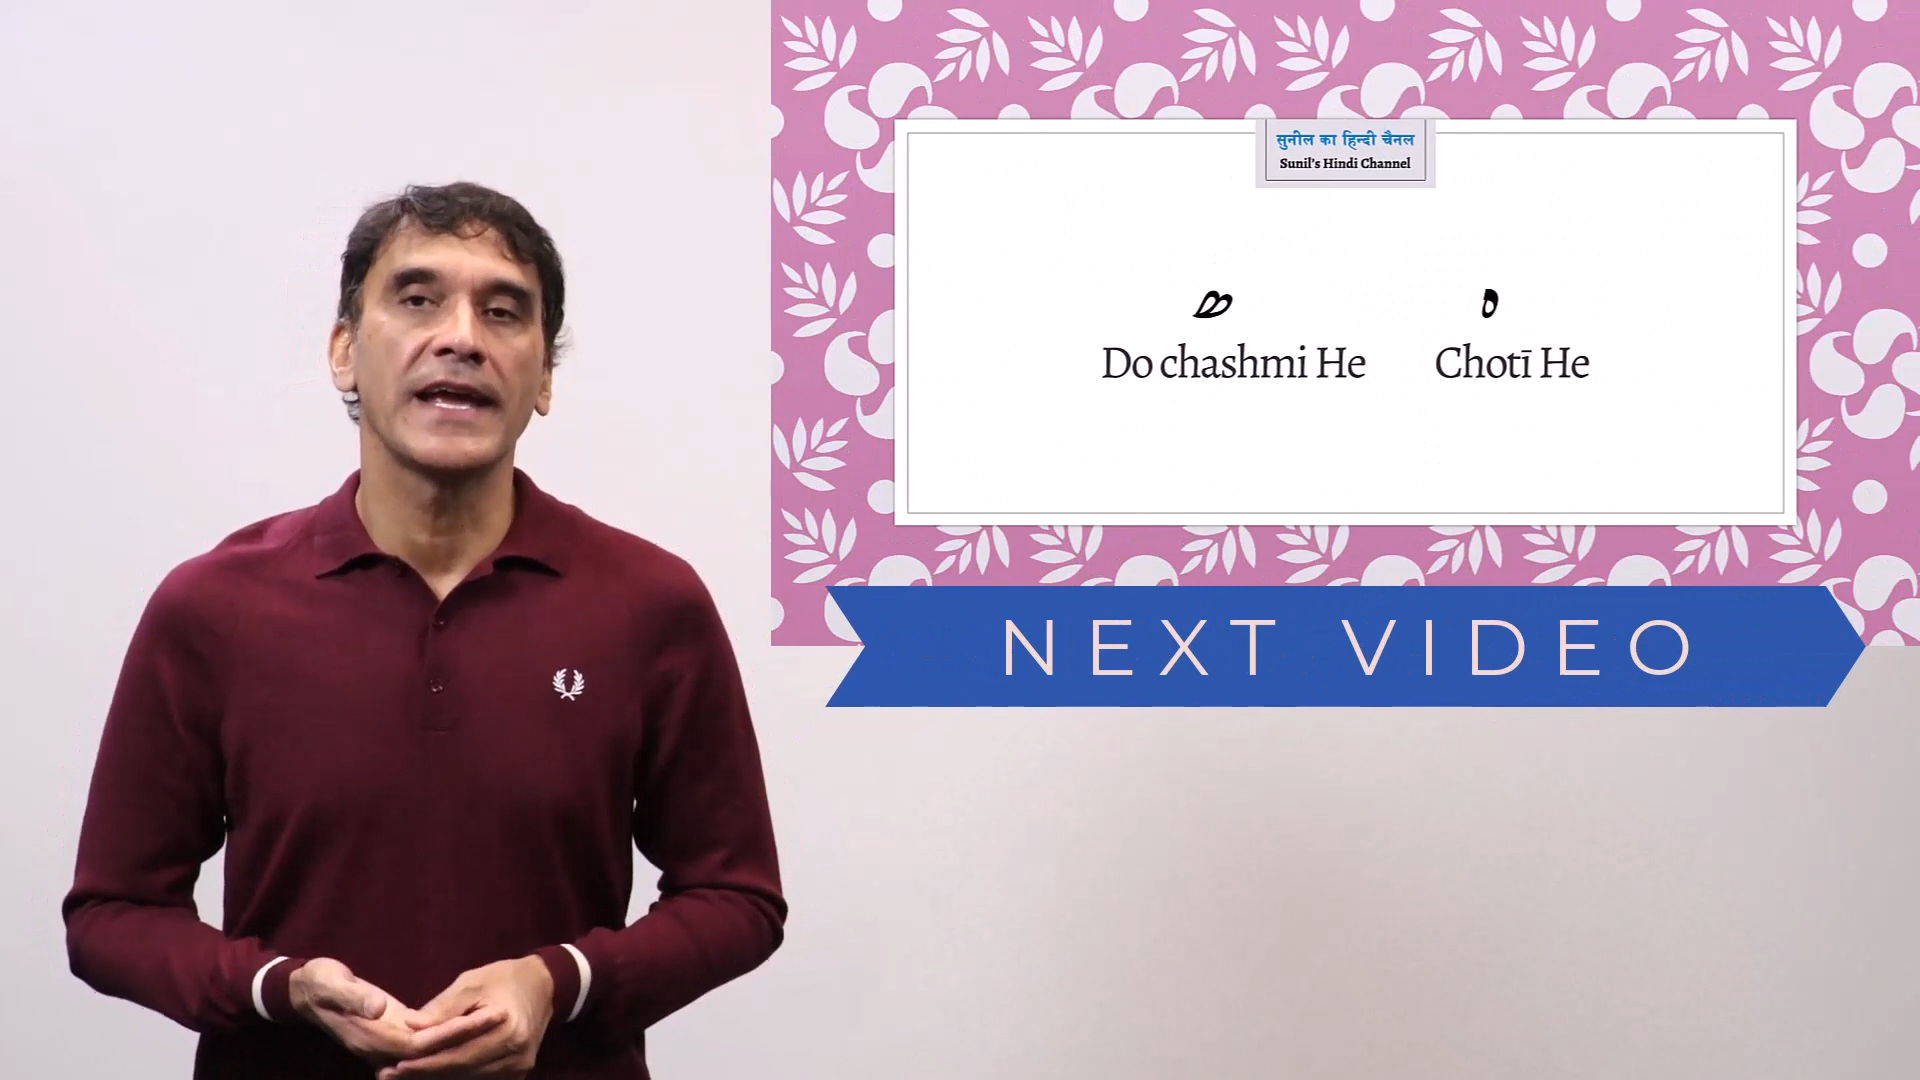 सुनील का हिन्दी चैनल
Sunil's Hindi Channel
ھ ہ
Do chashmi He Chotī He
NEXT VIDEO